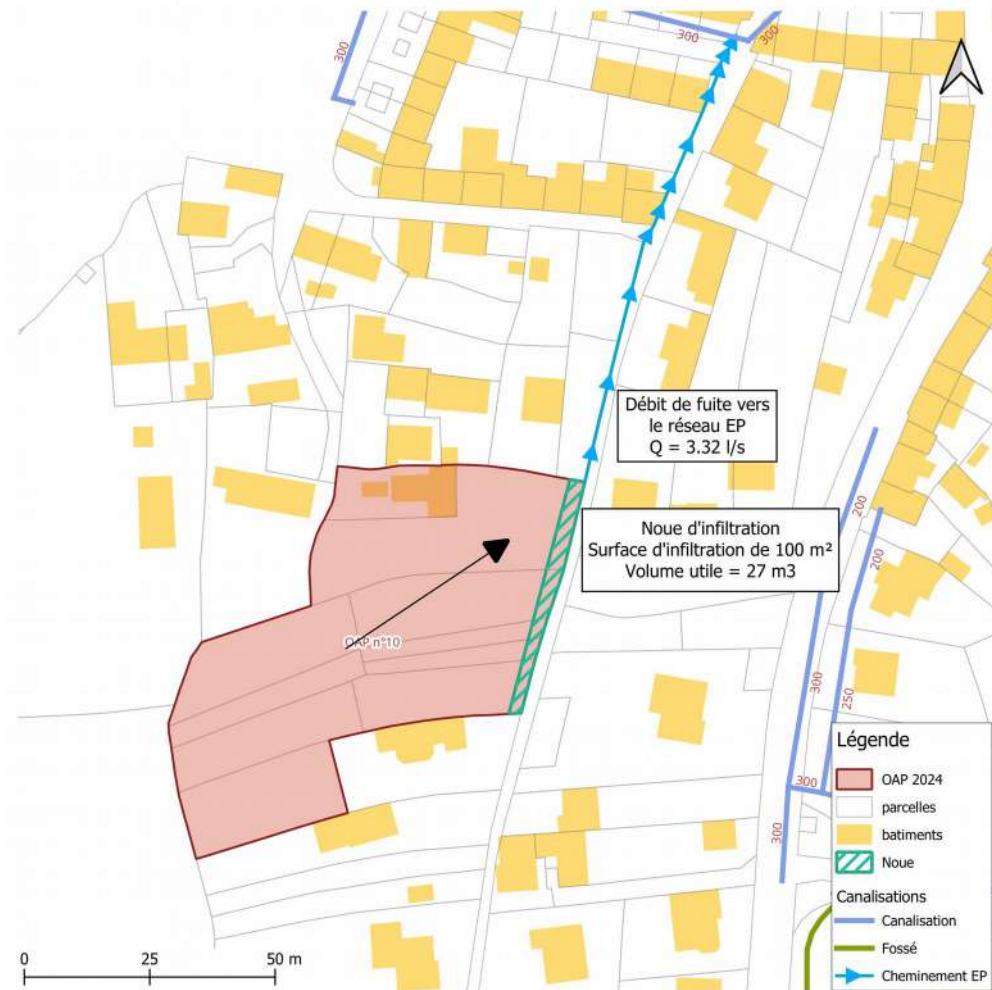 300
300
300
Débit de fuite vers
le réseau EP
Q = 3.32 l/s
200
Noue d'infiltration
Surface d'infiltration de 100 m²
Volume utile = 27 m3
200
OAP n°10
300
250
300
300
Légende
OAP 2024
parcelles
batiments
Noue
Canalisations
Canalisation
Fossé
Cheminement EP
0 25 50 m